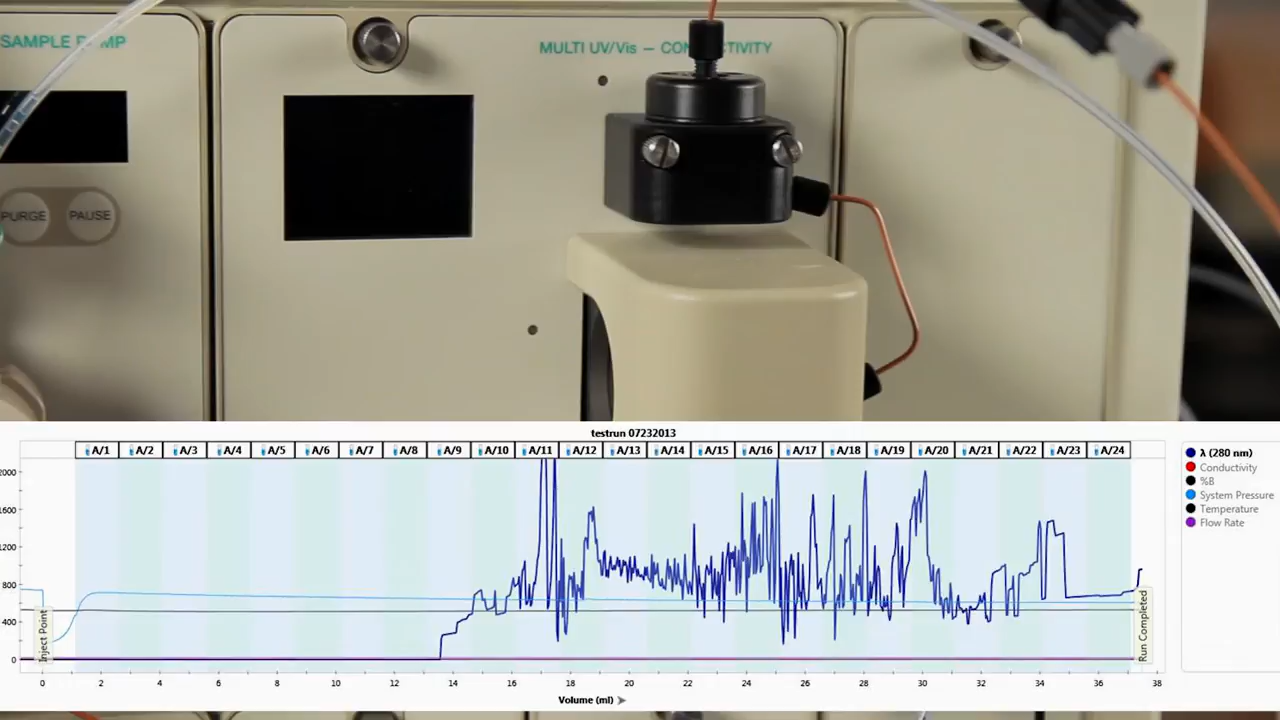 SAMPLE P MP
MULTI UV/Vis – CON CTIVITY
PURGE PAUSE
testrun 07232013
A/1 A/2 A/3 A/4 A/5 A/6 A/7 A/8 A/9 A/10 A/11 A/12 A/13 A/14 A/15 A/16 A/17 A/18 A/19 A/20 A/21 A/22 A/23 A/24
2000
1600
1200
800
400
0
Inject Point
Run Completed
0 2 4 6 8 10 12 14 16 18 20 22 24 26 28 30 32 34 36 38
Volume (ml)
λ (280 nm)
Conductivity
%B
System Pressure
Temperature
Flow Rate